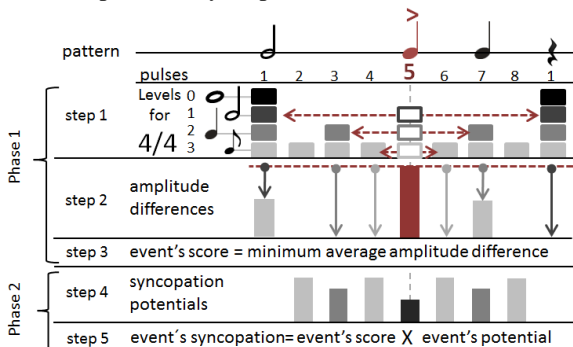 >
pattern
pulses 1 2 3 4 5 6 7 8 1
Phase 1
step 1
Levels 0
for 1
4/4 2
3
step 2
amplitude
differences
step 3 event's score = minimum average amplitude difference
Phase 2
step 4
syncopation
potentials
step 5 event´s syncopation= event's score X event's potential